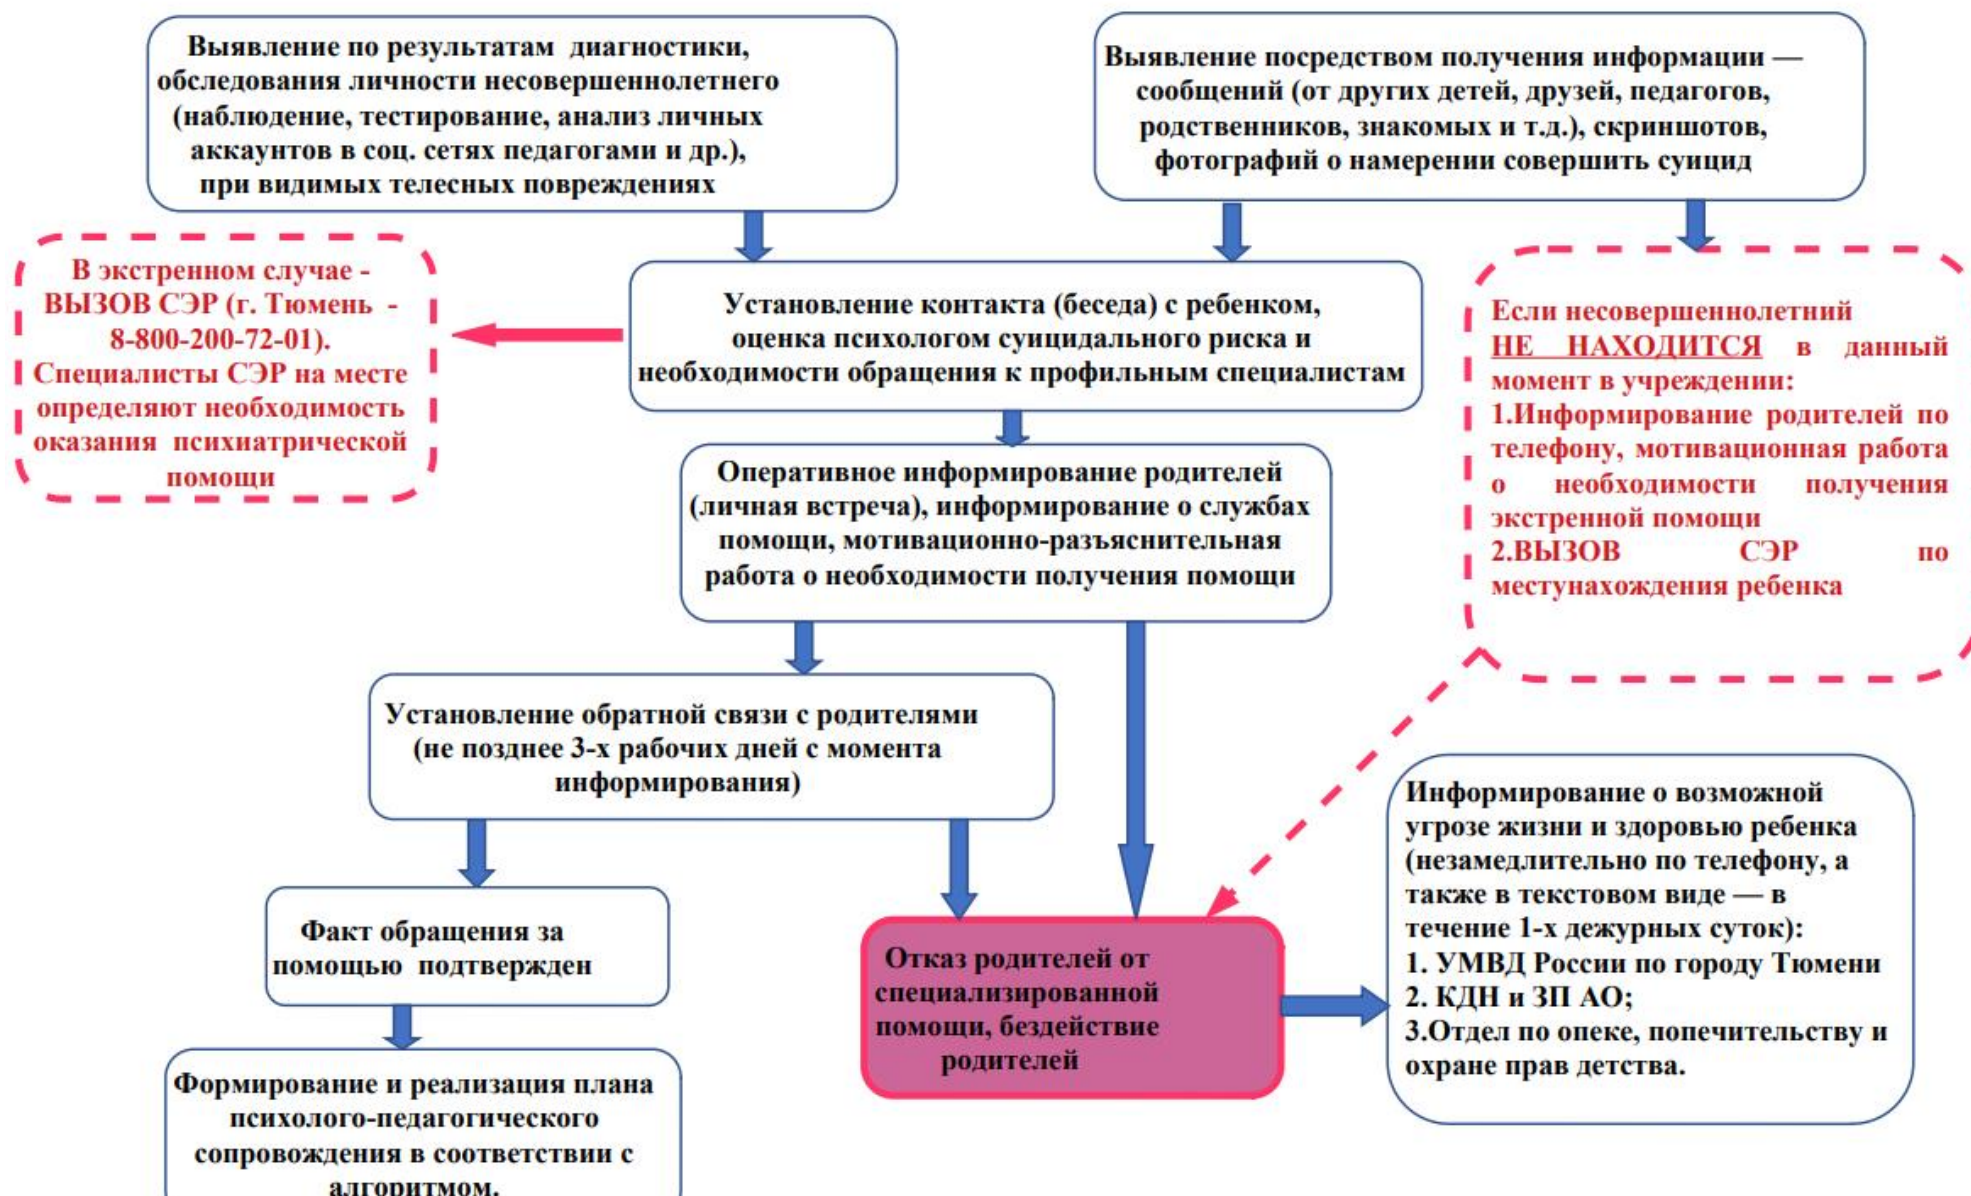 Выявление по результатам диагностики,
обследования личности несовершеннолетнего
(наблюдение, тестирование, анализ личных
аккаунтов в соц. сетях педагогами и др.),
при видимых телесных повреждениях
Выявление посредством получения информации —
сообщений (от других детей, друзей, педагогов,
родственников, знакомых и т.д.), скриншотов,
фотографий о намерении совершить суицид
В экстренном случае -
ВЫЗОВ СЭР (г. Тюмень -
8-800-200-72-01).
Специалисты СЭР на месте
определяют необходимость
оказания психиатрической
помощи
Установление контакта (беседа) с ребенком,
оценка психологом суицидального риска и
необходимости обращения к профильным специалистам
Если несовершеннолетний
НЕ НАХОДИТСЯ в данный
момент в учреждении:
1.Информирование родителей по
телефону, мотивационная работа
о необходимости получения
экстренной помощи
2.ВЫЗОВ СЭР по
местунахождения ребенка
Оперативное информирование родителей
(личная встреча), информирование о службах
помощи, мотивационно-разъяснительная
работа о необходимости получения помощи
Установление обратной связи с родителями
(не позднее 3-х рабочих дней с момента
информирования)
Факт обращения за
помощью подтвержден
Отказ родителей от
специализированной
помощи, бездействие
родителей
Информирование о возможной
угрозе жизни и здоровью ребенка
(незамедлительно по телефону, а
также в текстовом виде — в
течение 1-х дежурных суток):
1. УМВД России по городу Тюмени
2. КДН и ЗП АО;
3.Отдел по опеке, попечительству и
охране прав детства.
Формирование и реализация плана
психолого-педагогического
сопровождения в соответствии с
алгоритмом.